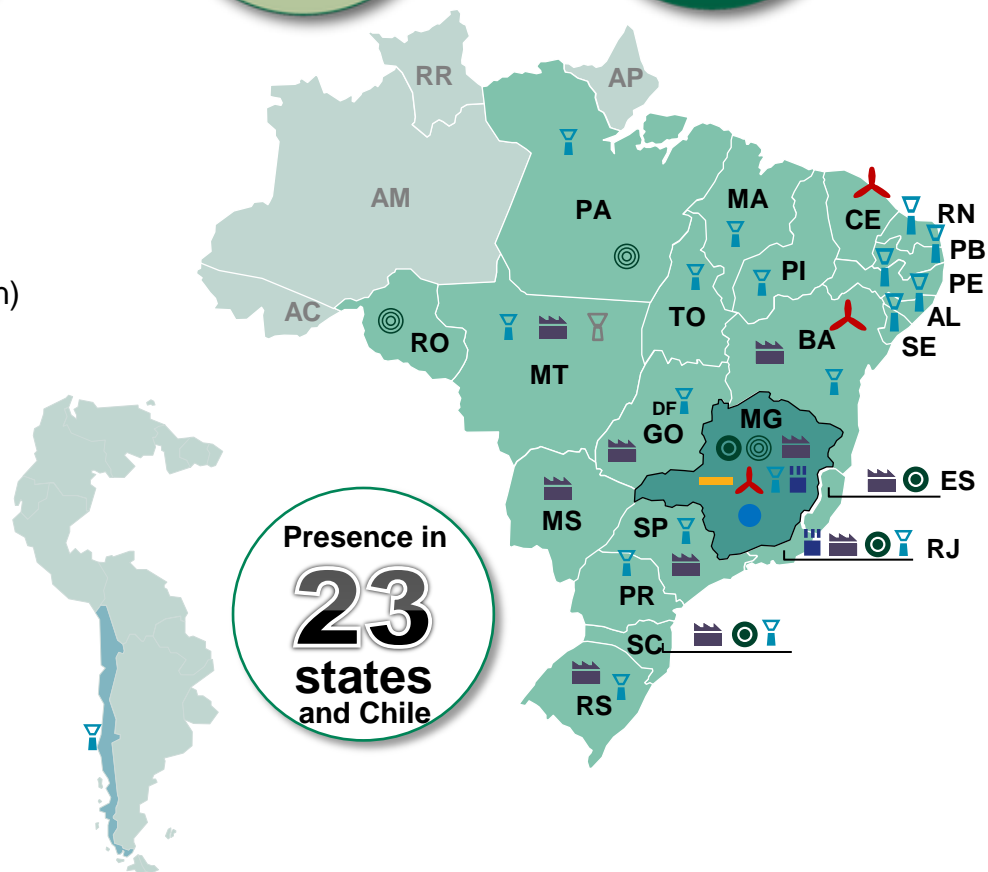 RR
AP
AM
PA
MA
CE
RN
PB
PE
AL
SE
PI
TO
BA
n)
AC
RO
MT
DF
GO
MG
ES
MS
SP
RJ
PR
SC
RS
Presence in
23
states
and Chile